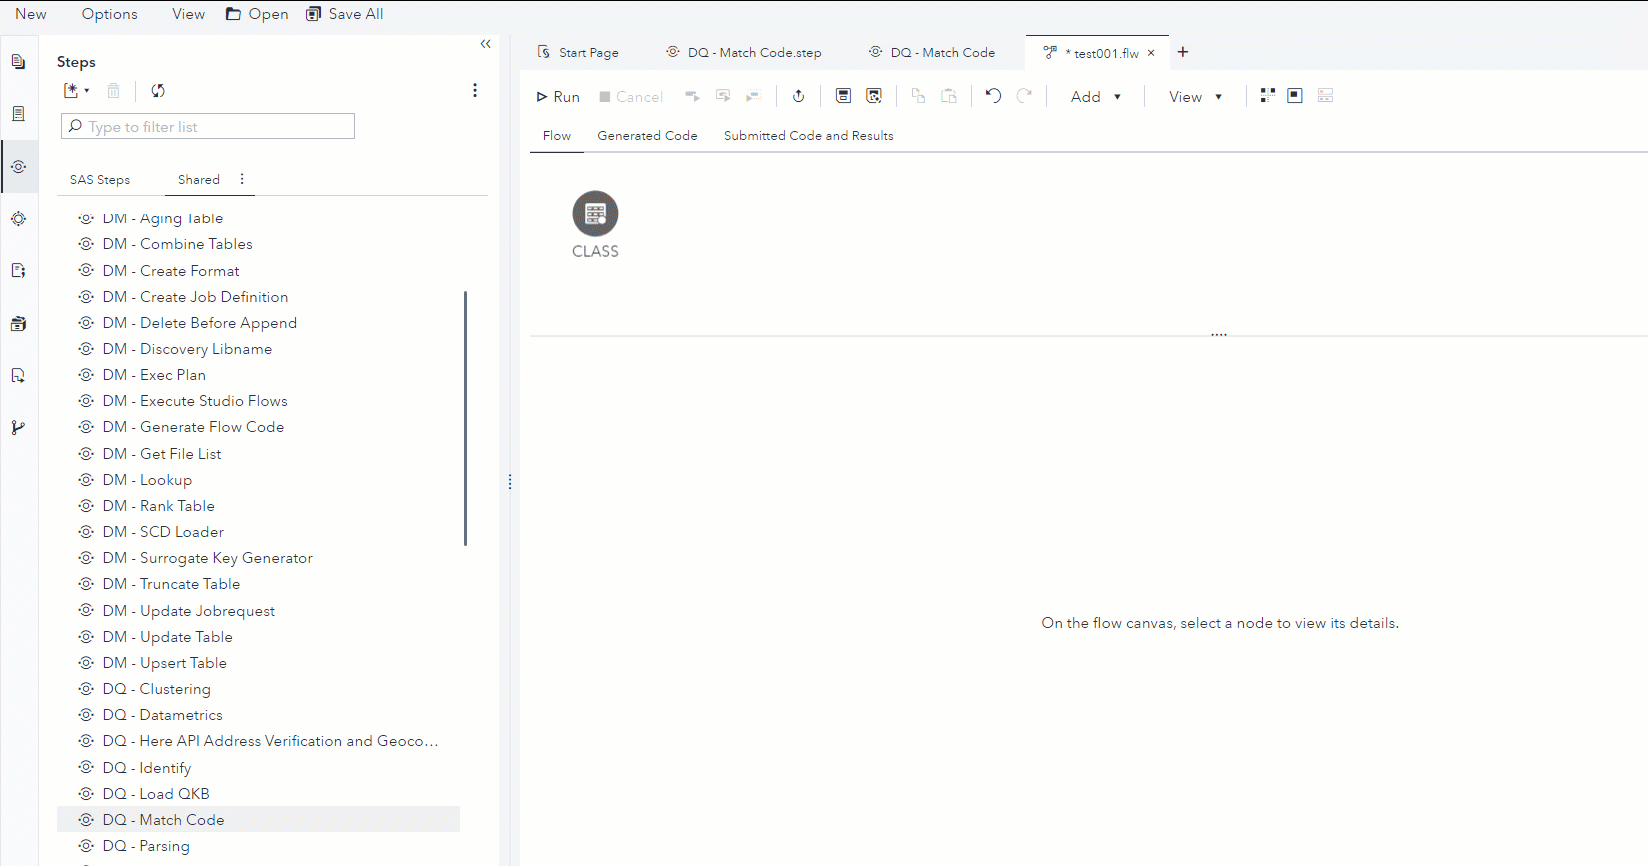 New Options View Open Save All
Steps
Type to filter list
SAS Steps Shared
DM - Aging Table
DM - Combine Tables
DM - Create Format
DM - Create Job Definition
DM - Delete Before Append
DM - Discovery Libname
DM - Exec Plan
DM - Execute Studio Flows
DM - Generate Flow Code
DM - Get File List
DM - Lookup
DM - Rank Table
DM - SCD Loader
DM - Surrogate Key Generator
DM - Truncate Table
DM - Update Jobrequest
DM - Update Table
DM - Upsert Table
DQ - Clustering
DQ - Datametrics
DQ - Here API Address Verification and Geoco...
DQ - Identify
DQ - Load QKB
DQ - Match Code
DQ - Parsing
Start Page DQ - Match Code.step DQ - Match Code * test001.flw × +
Run Cancel Add View
Flow Generated Code Submitted Code and Results
CLASS
On the flow canvas, select a node to view its details.